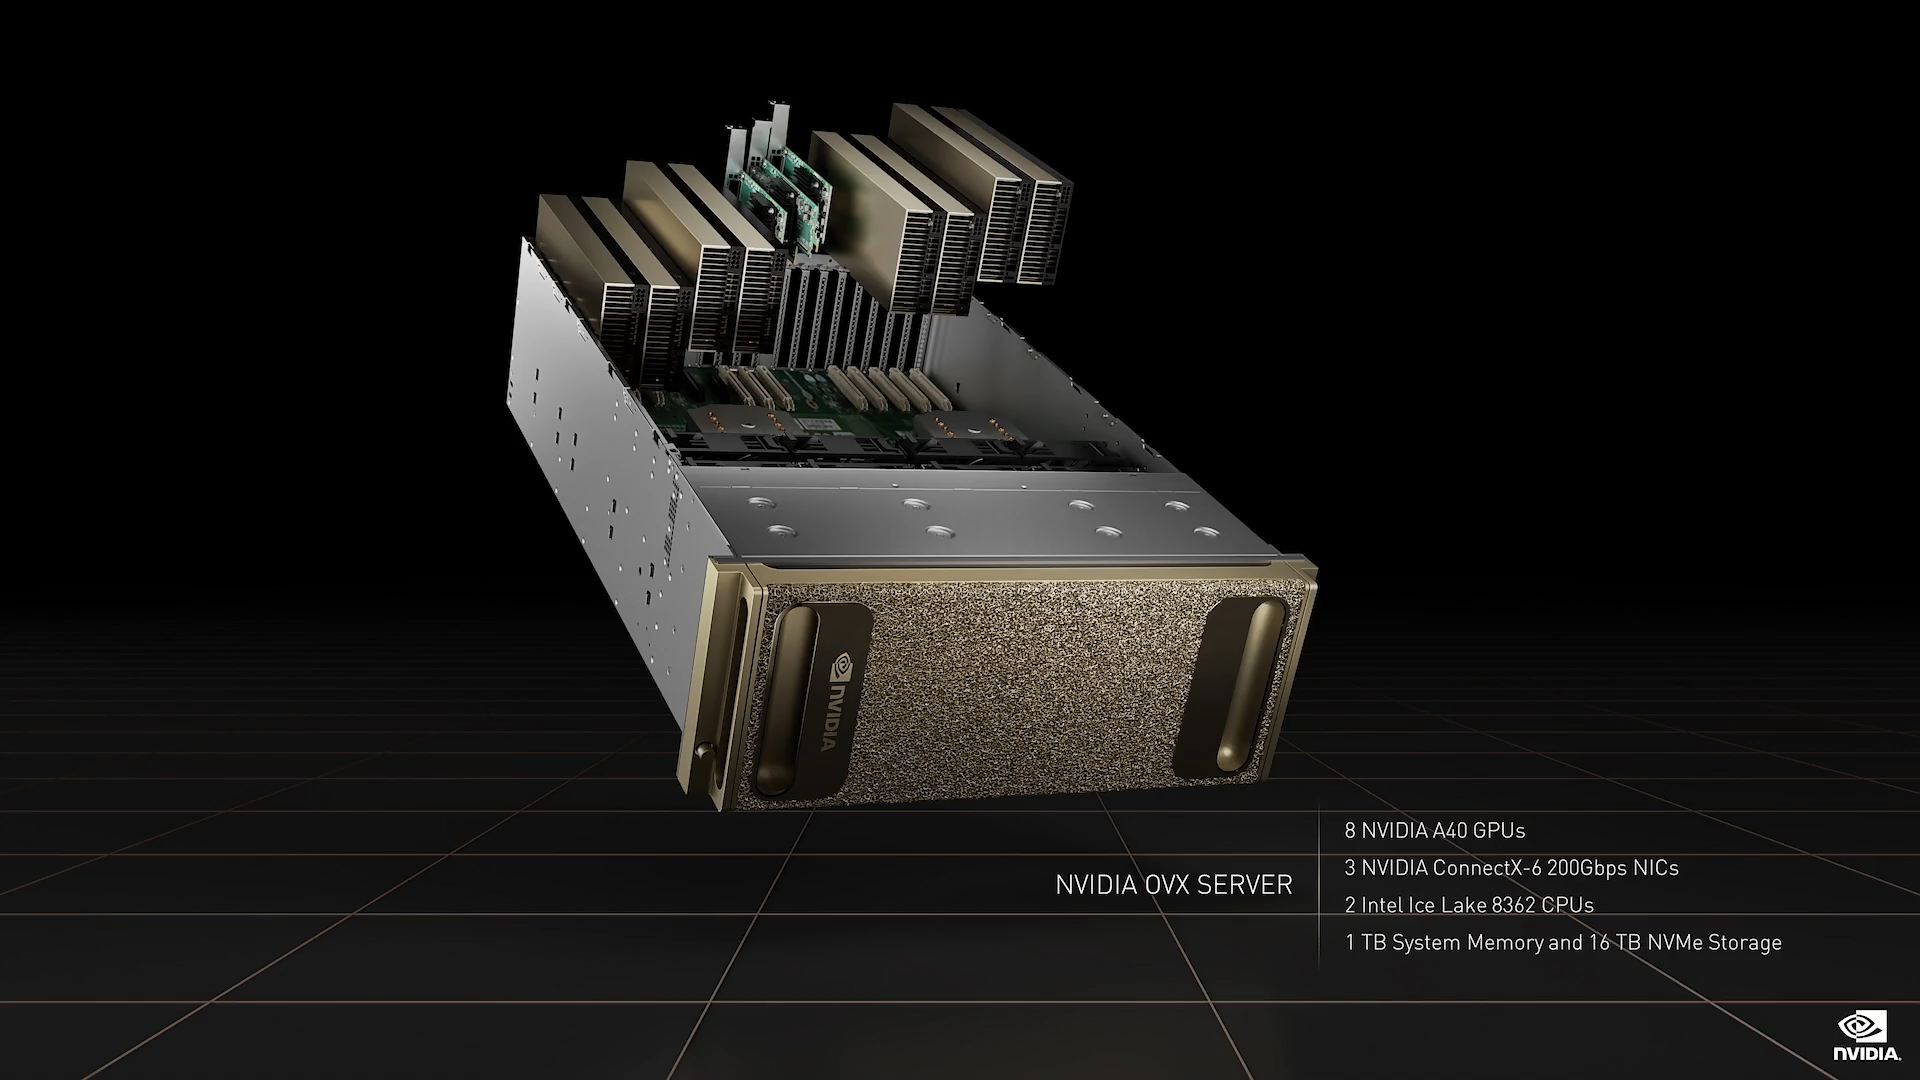 NVIDIA
NVIDIA OVX SERVER
8 NVIDIA A40 GPUs
3 NVIDIA ConnectX-6 200Gbps NICs
2 Intel Ice Lake 8362 CPUs
1 TB System Memory and 16 TB NVMe Storage
NVIDIA.